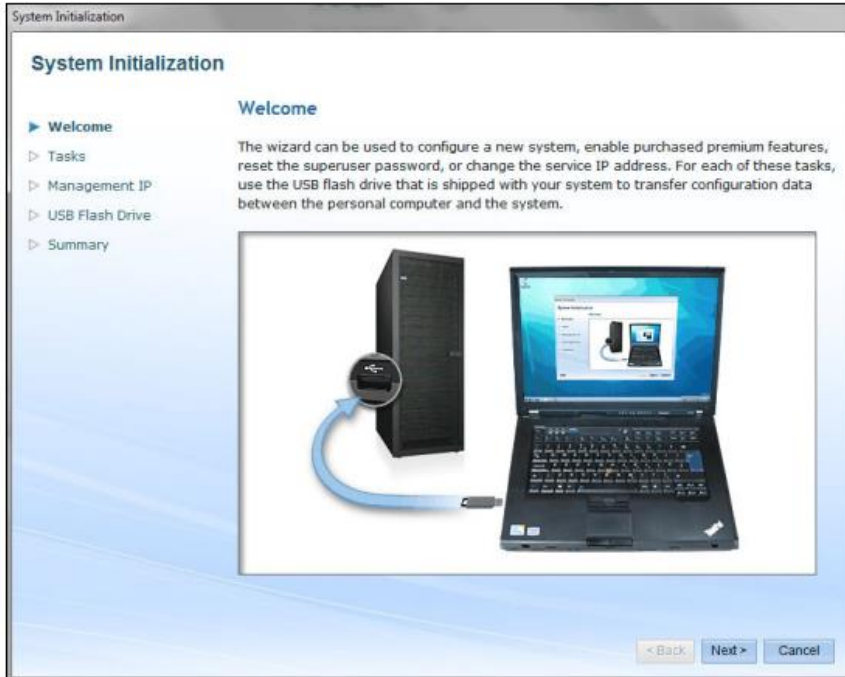 System Initialization
System Initialization
Welcome
Tasks
Management IP
USB Flash Drive
Summary
Welcome
The wizard can be used to configure a new system, enable purchased premium features,
reset the superuser password, or change the service IP address. For each of these tasks,
use the USB flash drive that is shipped with your system to transfer configuration data
between the personal computer and the system.
< Back
Next >
Cancel